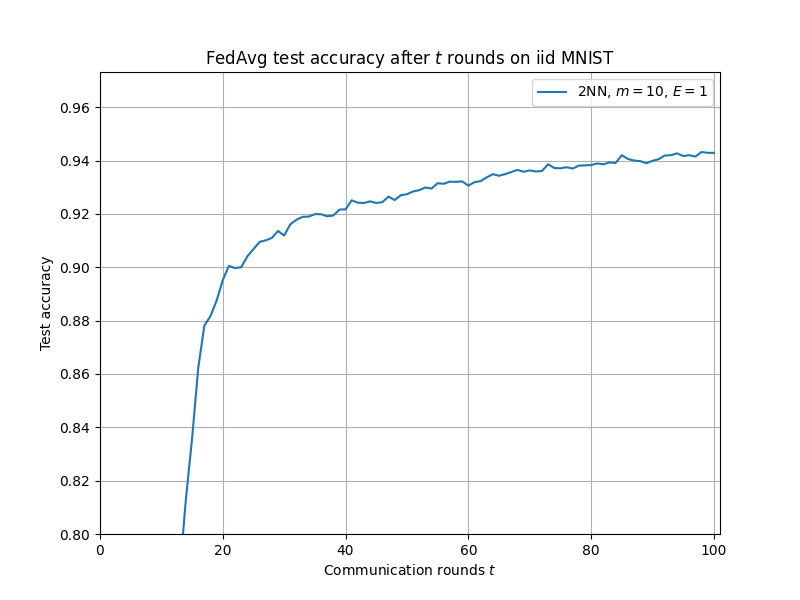 FedAvg test accuracy after t rounds on iid MNIST
2NN, m = 10, E = 1
Test accuracy
0.96
0.94
0.92
0.90
0.88
0.86
0.84
0.82
0.80
0 20 40 60 80 100
Communication rounds t